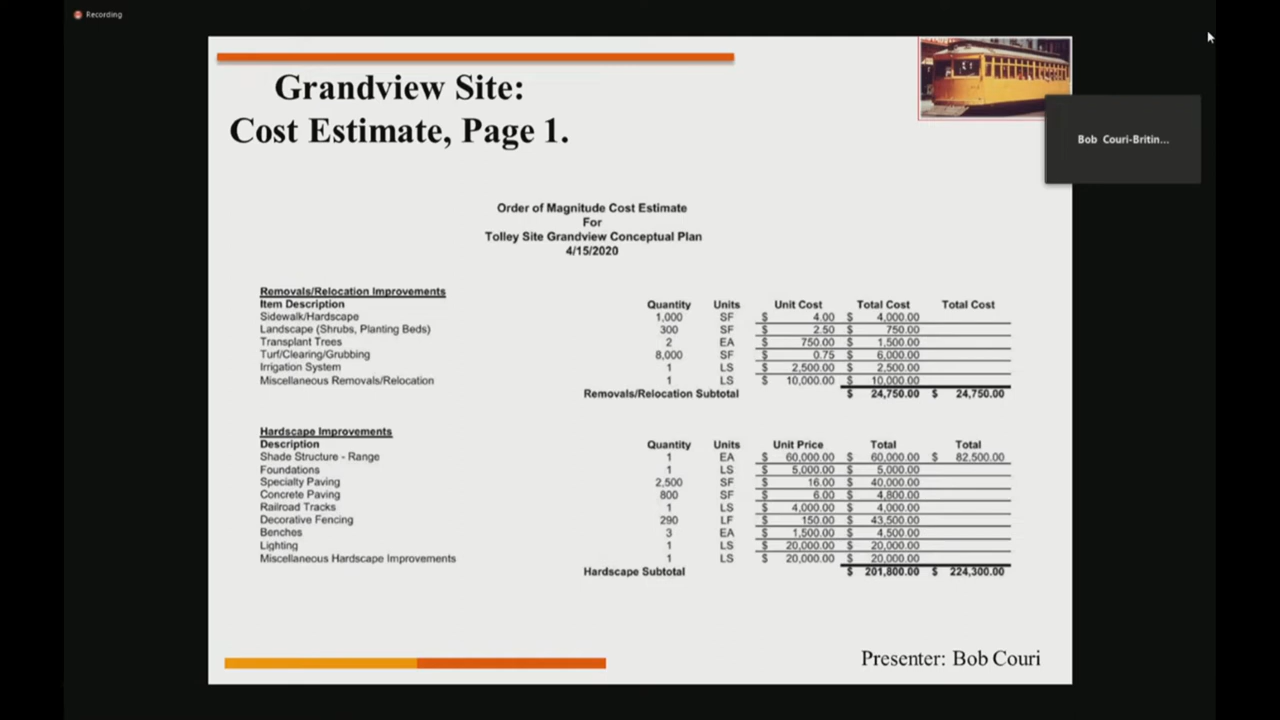 Recording
Grandview Site:
Cost Estimate, Page 1.
Bob Couri-Britin...
Order of Magnitude Cost Estimate
For
Tolley Site Grandview Conceptual Plan
4/15/2020
Removals/Relocation Improvements
Item Description Quantity Units Unit Cost Total Cost Total Cost
Sidewalk/Hardscape 1,000 SF $ 4.00 $ 4,000.00
Landscape (Shrubs, Planting Beds) 300 SF $ 2.50 $ 750.00
Transplant Trees 2 EA $ 750.00 $ 1,500.00
Turf/Clearing/Grubbing 8,000 SF $ 0.75 $ 6,000.00
Irrigation System 1 LS $ 2,500.00 $ 2,500.00
Miscellaneous Removals/Relocation 1 LS $ 10,000.00 $ 10,000.00
Removals/Relocation Subtotal $ 24,750.00 $ 24,750.00
Hardscape Improvements
Description Quantity Units Unit Price Total Total
Shade Structure - Range 1 EA $ 60,000.00 $ 60,000.00 $ 82,500.00
Foundations 1 LS $ 5,000.00 $ 5,000.00
Specialty Paving 2,500 SF $ 16.00 $ 40,000.00
Concrete Paving 800 SF $ 6.00 $ 4,800.00
Railroad Tracks 1 LS $ 4,000.00 $ 4,000.00
Decorative Fencing 290 LF $ 150.00 $ 43,500.00
Benches 3 EA $ 1,500.00 $ 4,500.00
Lighting 1 LS $ 20,000.00 $ 20,000.00
Miscellaneous Hardscape Improvements 1 LS $ 20,000.00 $ 20,000.00
Hardscape Subtotal $ 201,800.00 $ 224,300.00
Presenter: Bob Couri